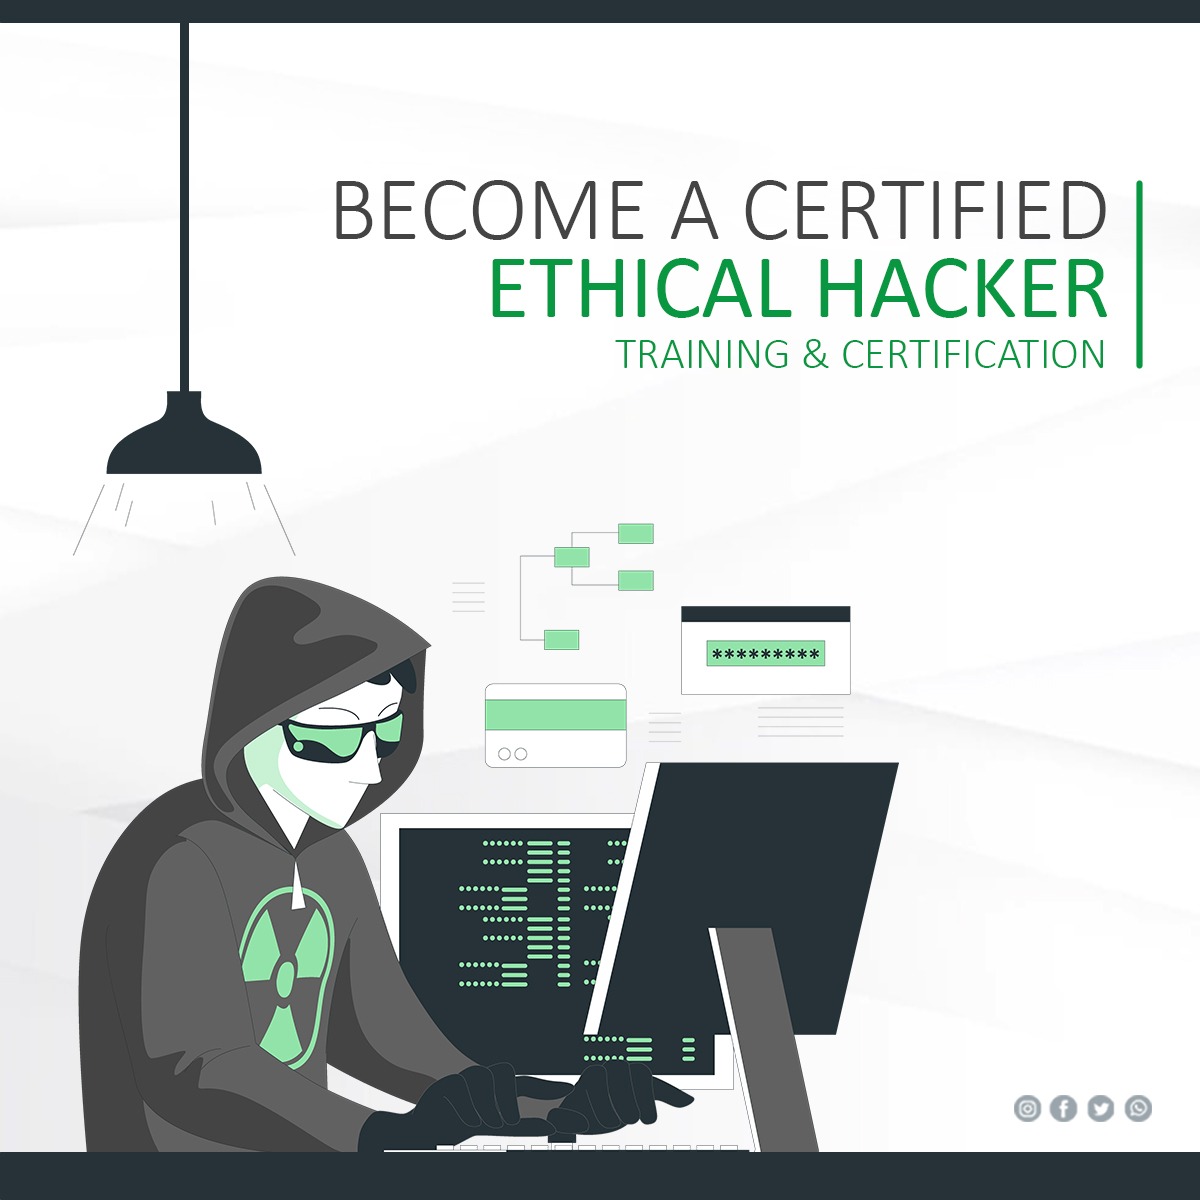 BECOME A CERTIFIED
ETHICAL HACKER
TRAINING & CERTIFICATION
*********